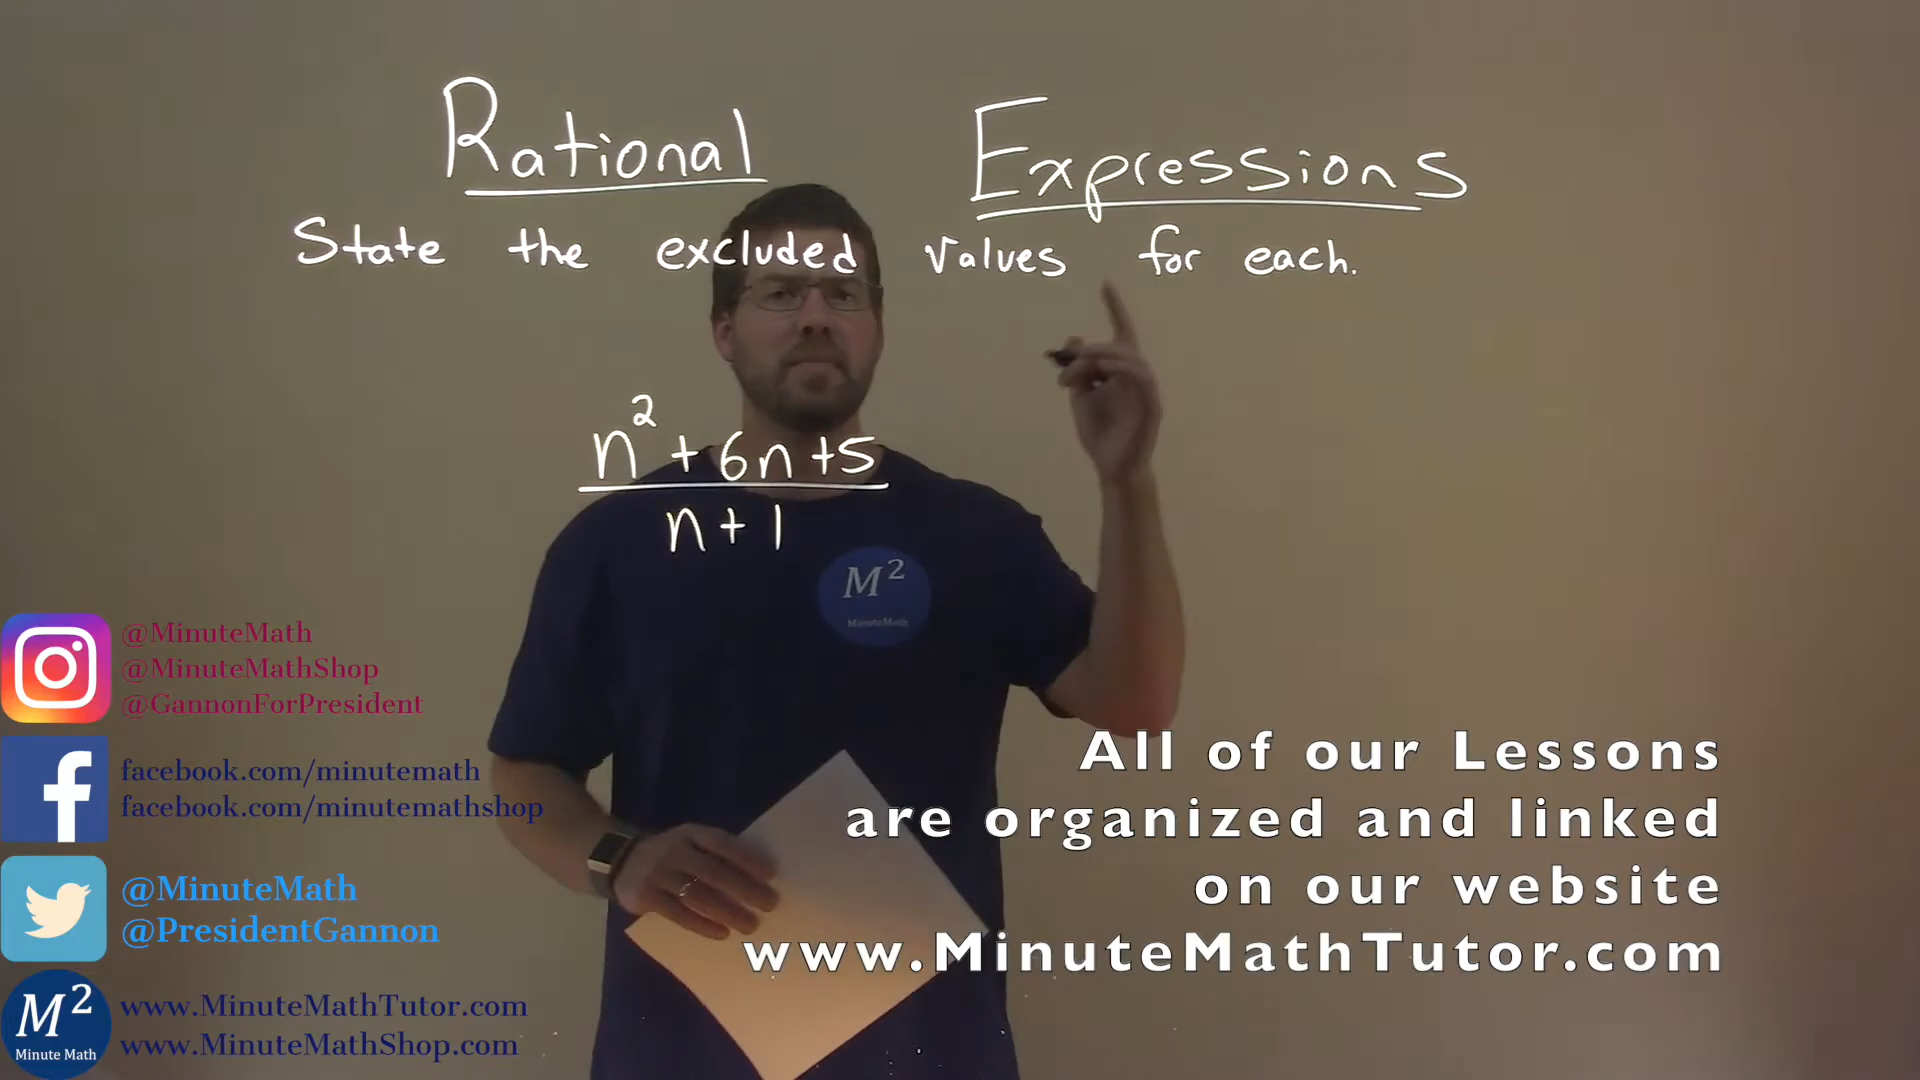 Rational Expressions
State the excluded values for each.
n² + 6n + 5
n + 1
M²
MinuteMath
@MinuteMath
@MinuteMathShop
@GannonForPresident
facebook.com/minutemath
facebook.com/minutemathshop
@MinuteMath
@PresidentGannon
M²
Minute Math
www.MinuteMathTutor.com
www.MinuteMathShop.com
All of our Lessons
are organized and linked
on our website
www.MinuteMathTutor.com